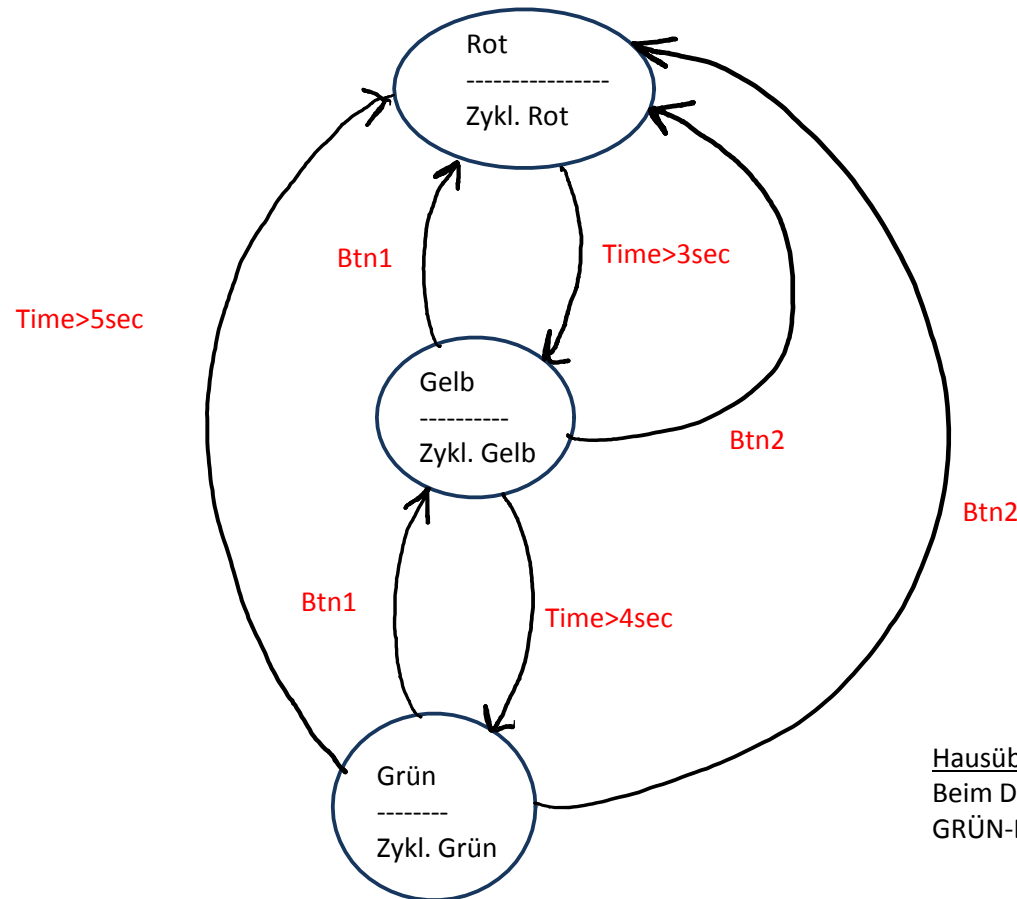 Rot
----------------
Zykl. Rot
Btn1
Time>3sec
Time>5sec
Gelb
----------
Zykl. Gelb
Btn2
Btn2
Btn1
Time>4sec
Grün
--------
Zykl. Grün
Beim